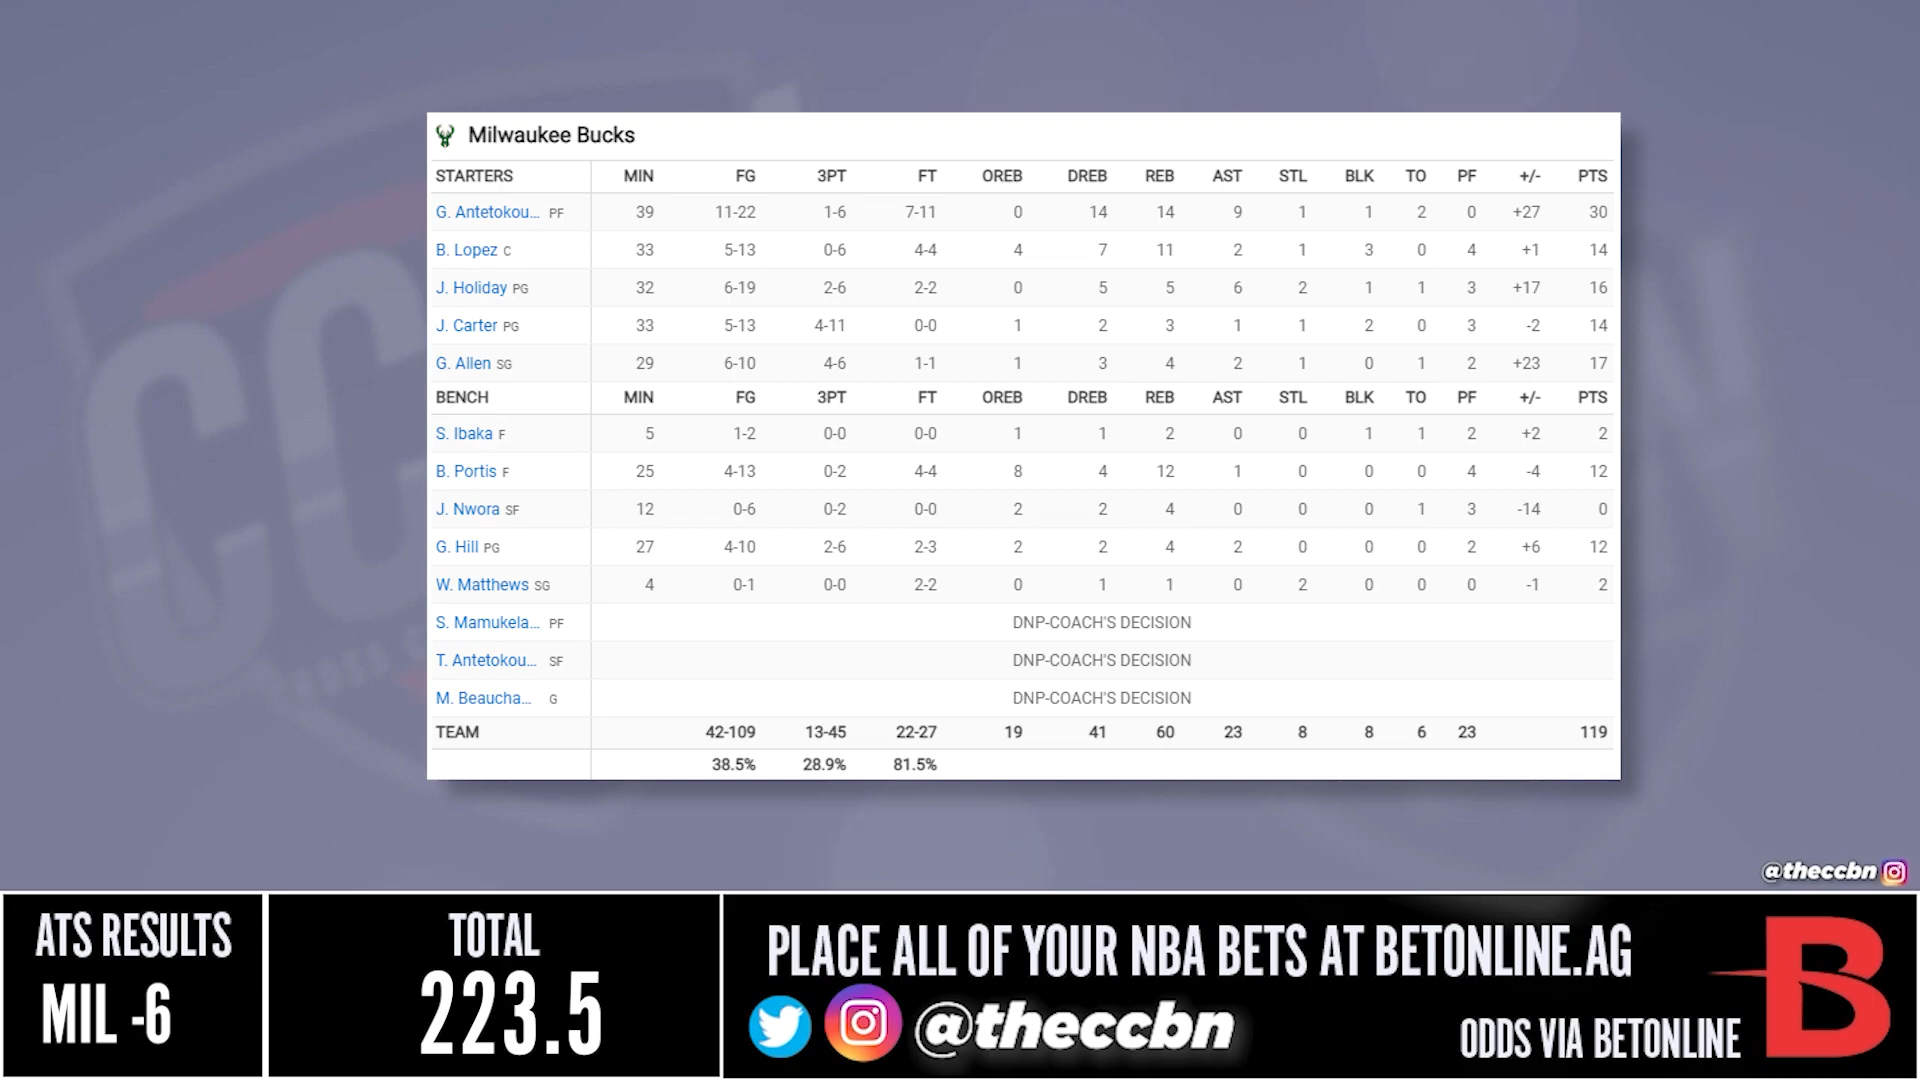 Milwaukee Bucks
STARTERS MIN FG 3PT FT OREB DREB REB AST STL BLK TO PF +/- PTS
G. Antetokou... PF 39 11-22 1-6 7-11 0 14 14 9 1 1 2 0 +27 30
B. Lopez C 33 5-13 0-6 4-4 4 7 11 2 1 3 0 4 +1 14
J. Holiday PG 32 6-19 2-6 2-2 0 5 5 6 2 1 1 3 +17 16
J. Carter PG 33 5-13 4-11 0-0 1 2 3 1 1 2 0 3 -2 14
G. Allen SG 29 6-10 4-6 1-1 1 3 4 2 1 0 1 2 +23 17
BENCH MIN FG 3PT FT OREB DREB REB AST STL BLK TO PF +/- PTS
S. Ibaka F 5 1-2 0-0 0-0 1 1 2 0 0 1 1 2 +2 2
B. Portis F 25 4-13 0-2 4-4 8 4 12 1 0 0 0 4 -4 12
J. Nwora SF 12 0-6 0-2 0-0 2 2 4 0 0 0 1 3 -14 0
G. Hill PG 27 4-10 2-6 2-3 2 2 4 2 0 0 0 2 +6 12
W. Matthews SG 4 0-1 0-0 2-2 0 1 1 0 2 0 0 0 -1 2
S. Mamukela... PF DNP-COACH'S DECISION
T. Antetokou... SF DNP-COACH'S DECISION
M. Beaucha... G DNP-COACH'S DECISION
TEAM 42-109 13-45 22-27 19 41 60 23 8 8 6 23 119
38.5% 28.9% 81.5%
@theccbn
ATS RESULTS
MIL -6
TOTAL
223.5
PLACE ALL OF YOUR NBA BETS AT BETONLINE.AG
@theccbn
ODDS VIA BETONLINE
B